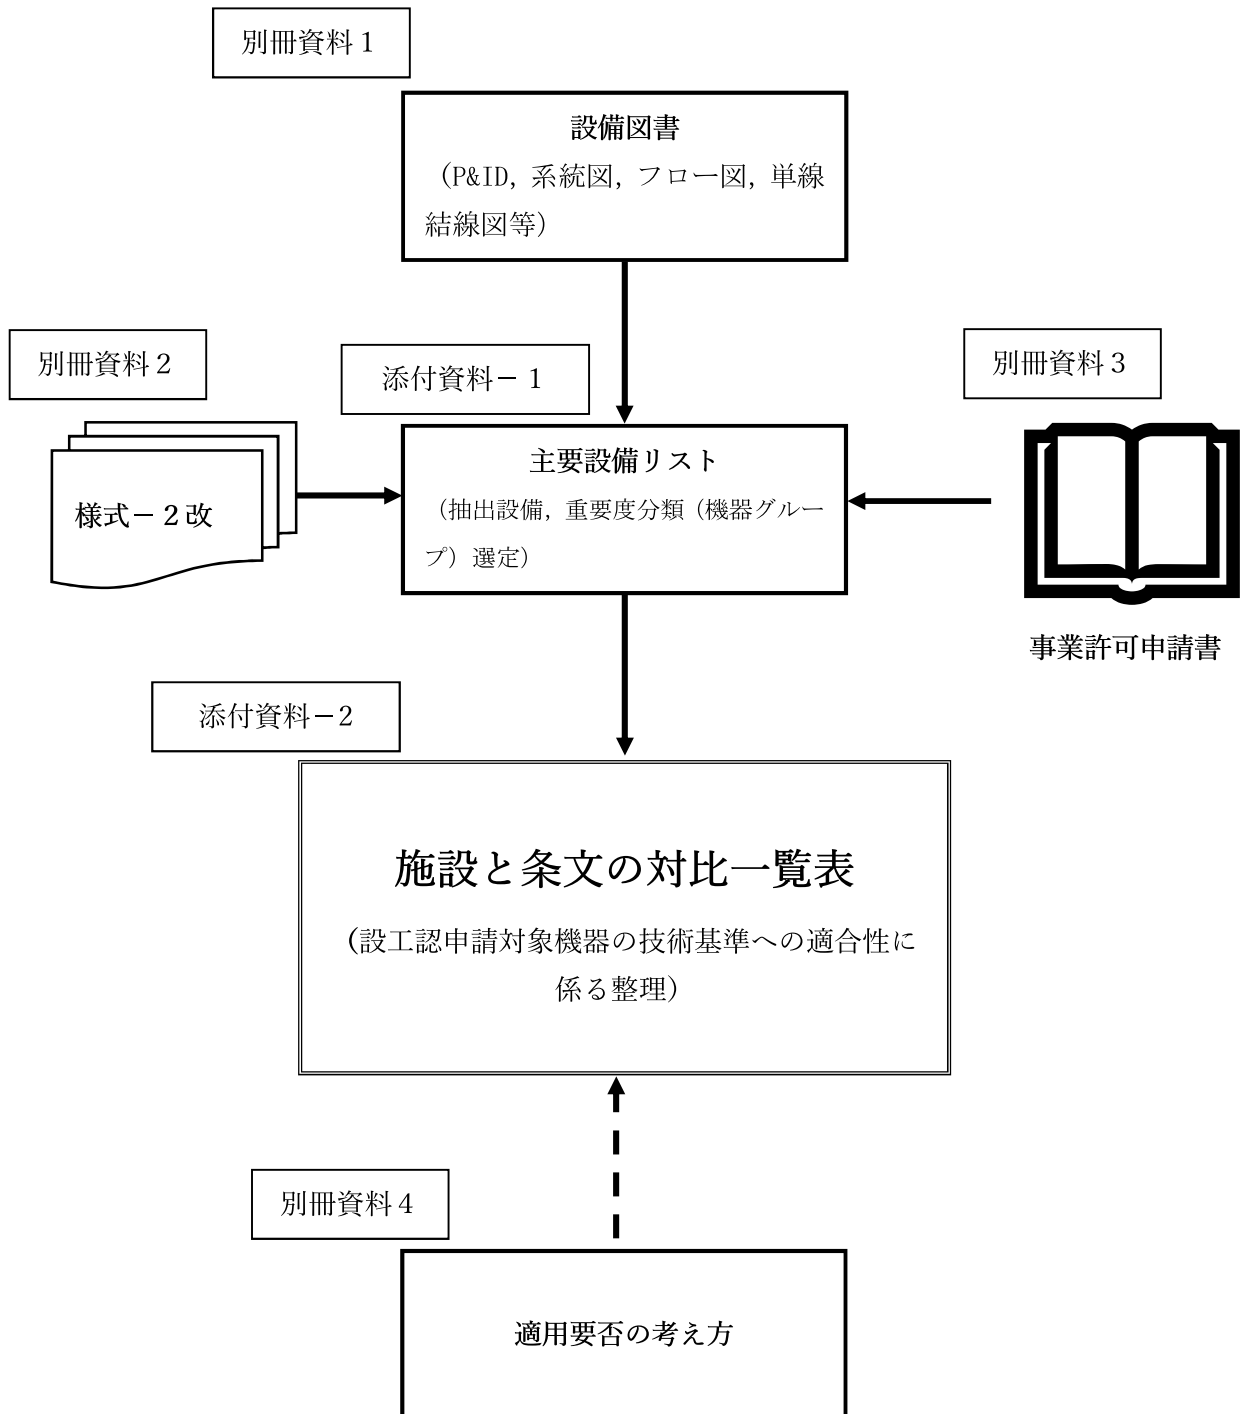 別冊資料1
設備図書
(P&ID, 系統図, フロー図, 単線
結線図等)
別冊資料2
添付資料－1
別冊資料3
主要設備リスト
(抽出設備, 重要度分類 (機器グルー
プ) 選定)
様式－2改
事業許可申請書
添付資料－2
施設と条文の対比一覧表
(設工認申請対象機器の技術基準への適合性に
係る整理)
別冊資料4
適用要否の考え方